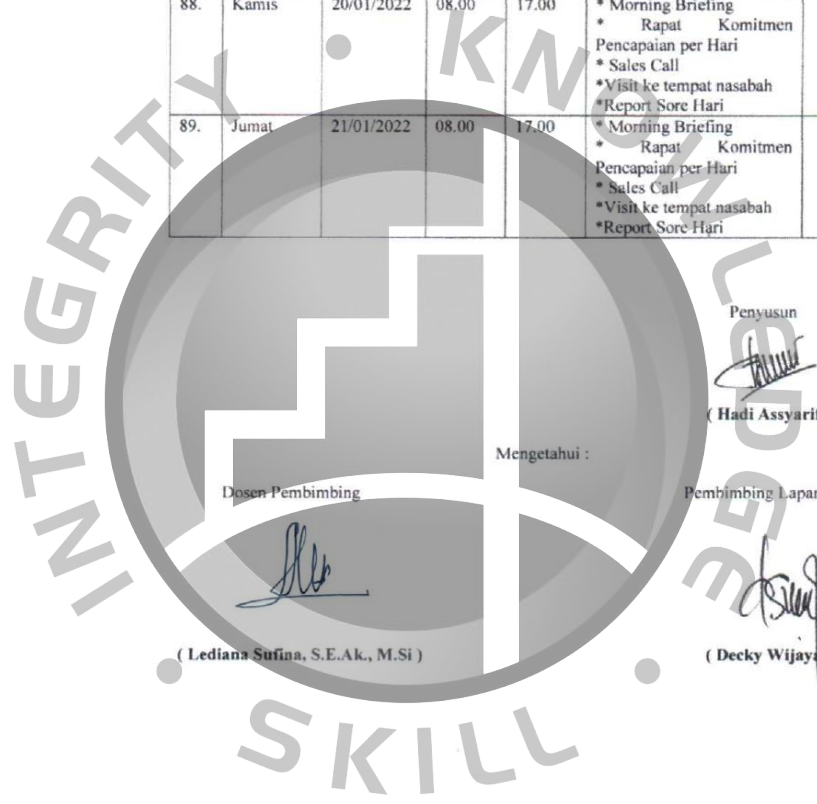 88. Kamis 20/01/2022 08.00 17.00 * Morning Briefing
* Rapat Komitmen
Pencapaian per Hari
* Sales Call
*Visit ke tempat nasabah
*Report Sore Hari
89. Jumat 21/01/2022 08.00 17.00 * Morning Briefing
* Rapat Komitmen
Pencapaian per Hari
* Sales Call
*Visit ke tempat nasabah
*Report Sore Hari
Penyusun
( Hadi Assyarif
Mengetahui :
Dosen Pembimbing
Pembimbing Lapan
( Lediana Sufina, S.E.Ak., M.Si )
( Decky Wijaya
INTEGRITY • KNOWLEDGE • SKILL •